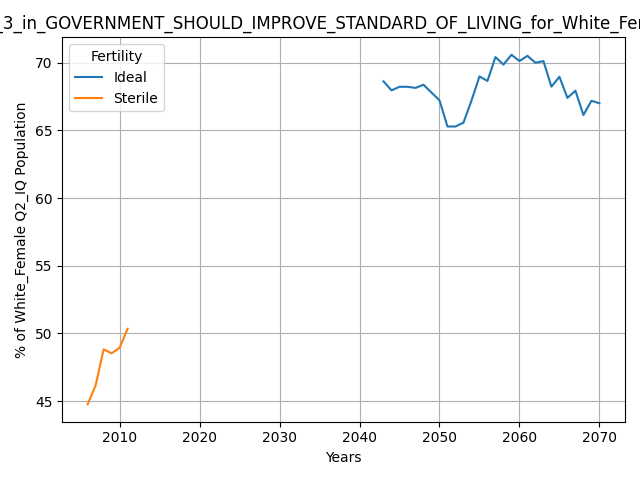 _3_in_GOVERNMENT_SHOULD_IMPROVE_STANDARD_OF_LIVING_for_White_Fem
Fertility
Ideal
Sterile
% of White_Female Q2_IQ Population
70
65
60
55
50
45
2010 2020 2030 2040 2050 2060 2070
Years